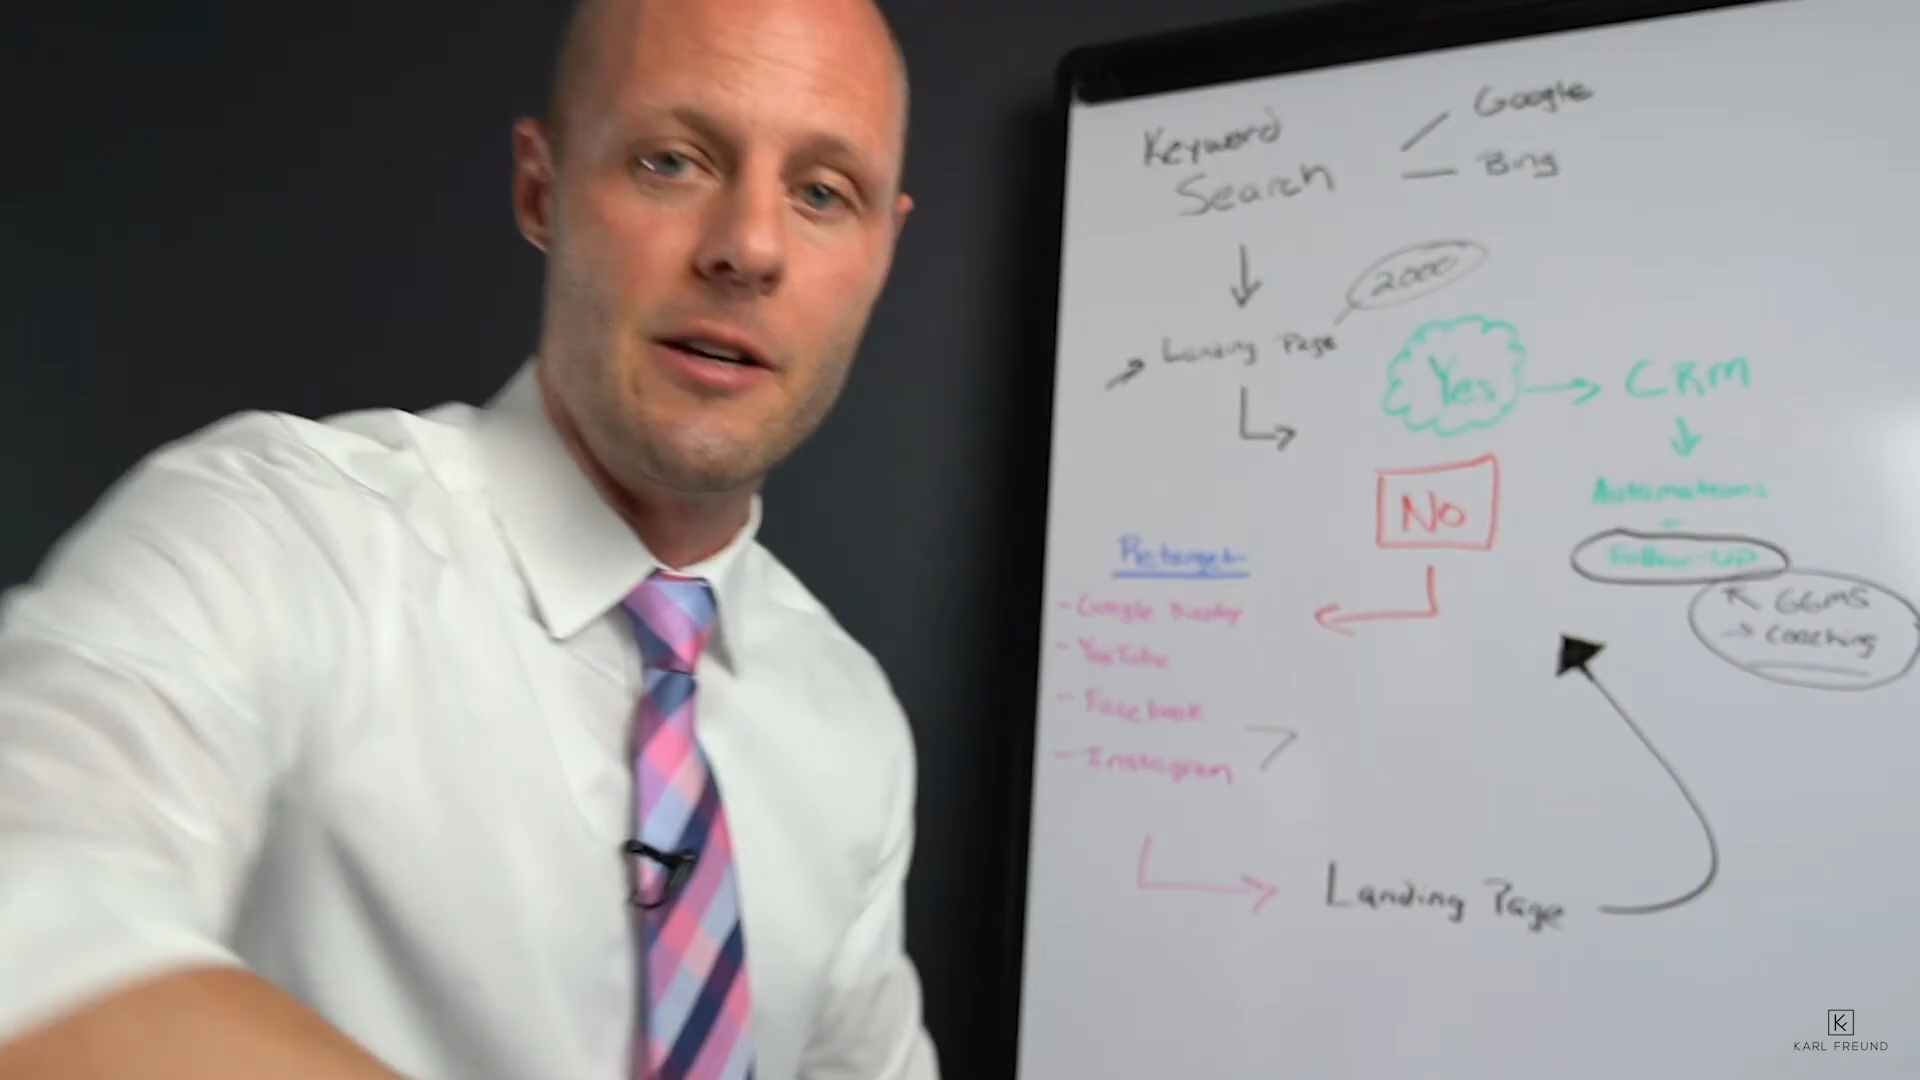 Keyword
Search
Google
Bing
2000
Landing Page
Yes
CRM
No
Automations
Follow-Up
GGMS
Coaching
Retarget
- Google Display
- YouTube
- Facebook
- Instagram
Landing Page
K
KARL FREUND